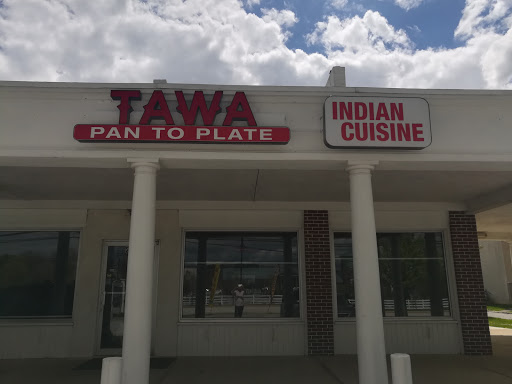 TAWA
PAN TO PLATE
INDIAN
CUISINE